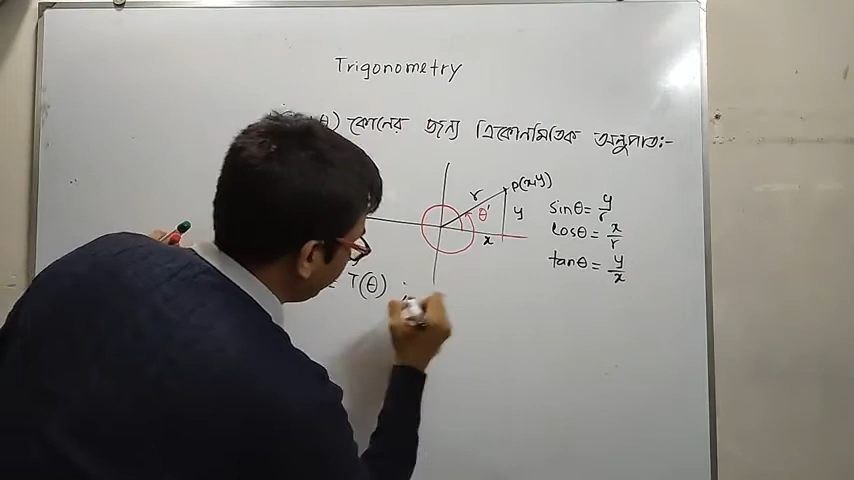 Trigonometry
θ) কোনের জন্য ত্রিকোনমিতিক অনুপাত:-
P(x,y)
r
θ'
y
x
sinθ = y/r
cosθ = x/r
tanθ = y/x
= T(θ)